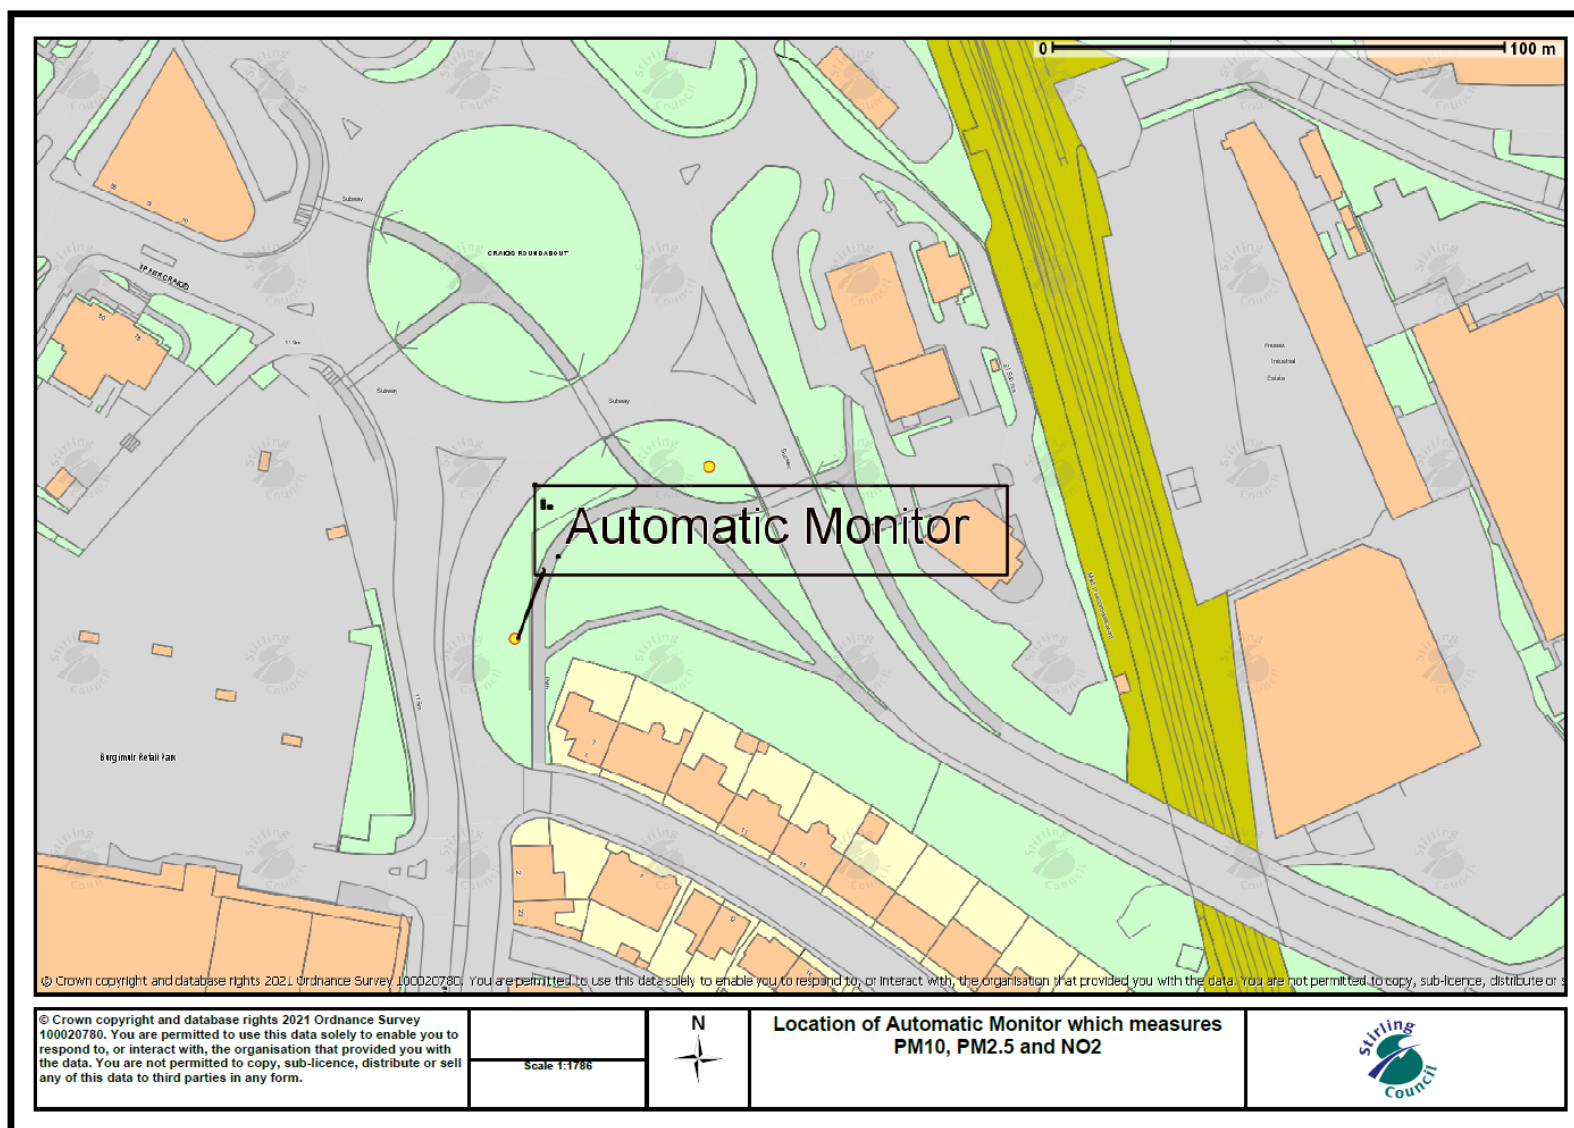 0
100 m
Subway
CRAIGS ROUNDABOUT
UPPER CRAIGS
Subway
Subway
Subway
Industrial
Estate
Automatic Monitor
Path
Burghmuir Retail Park
© Crown copyright and database rights 2021 Ordnance Survey 100020780. You are permitted to use this data solely to enable you to respond to, or interact with, the organisation that provided you with the data. You are not permitted to copy, sub-licence, distribute or s
© Crown copyright and database rights 2021 Ordnance Survey
100020780. You are permitted to use this data solely to enable you to
respond to, or interact with, the organisation that provided you with
the data. You are not permitted to copy, sub-licence, distribute or sell
any of this data to third parties in any form.
Scale 1:1786
N
Location of Automatic Monitor which measures
PM10, PM2.5 and NO2
Stirling
Council